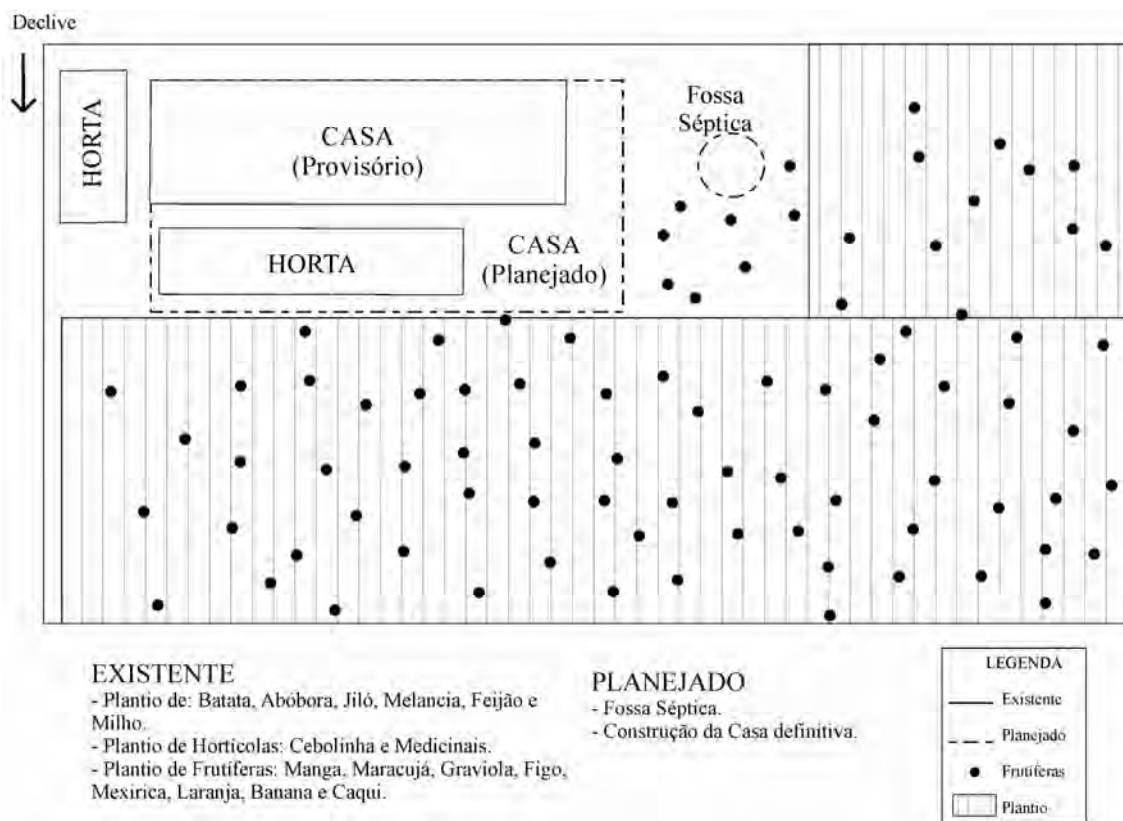 Declive
HORTA
CASA
(Provisório)
HORTA
CASA
(Planejado)
Fossa
Séptica
EXISTENTE
- Plantio de: Batata, Abóbora, Jiló, Melancia, Feijão e
Milho.
- Plantio de Hortícolas: Cebolinha e Medicinais.
- Plantio de Frutíferas: Manga, Maracujá, Graviola, Figo,
Mexirica, Laranja, Banana e Caqui.
PLANEJADO
- Fossa Séptica.
- Construção da Casa definitiva.
LEGENDA
Existente
Planejado
Frutíferas
Plantio